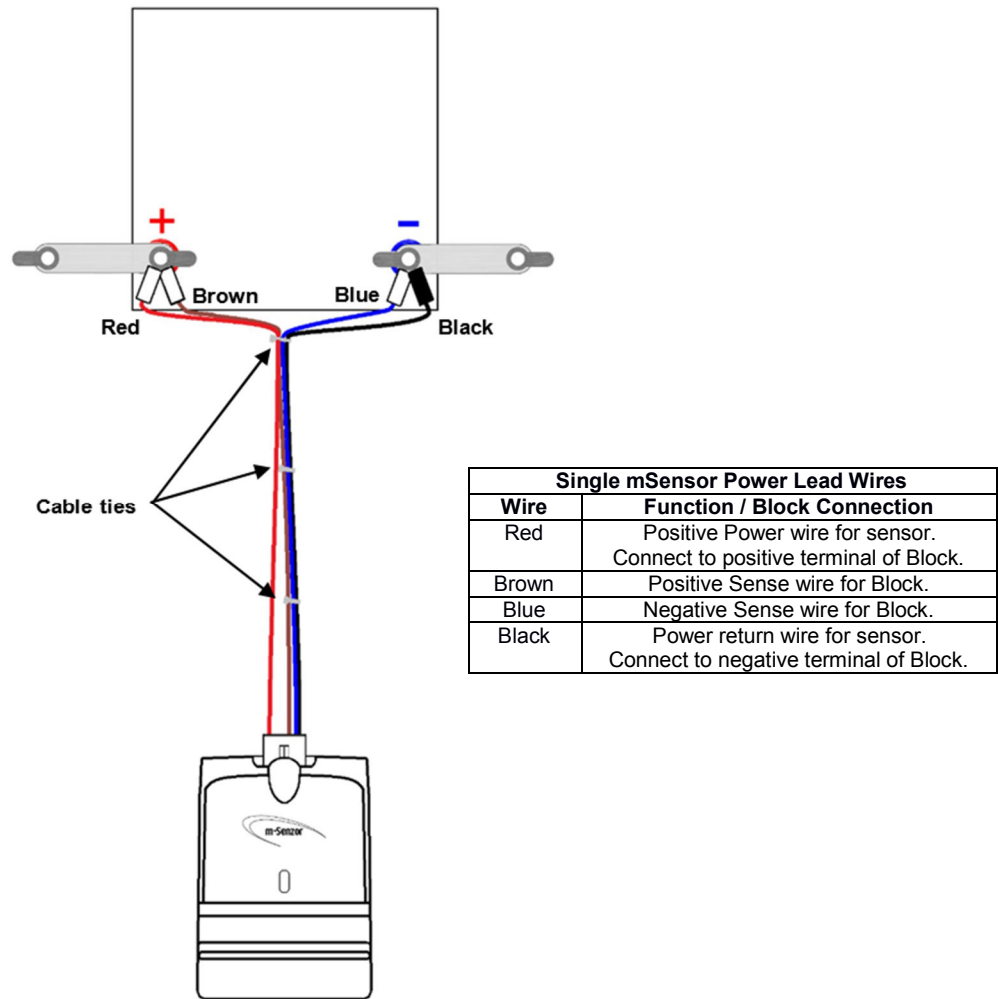 +
−
Brown
Blue
Red
Black
Cable ties
Single mSensor Power Lead Wires
Wire Function / Block Connection
Red Positive Power wire for sensor.
Connect to positive terminal of Block.
Brown Positive Sense wire for Block.
Blue Negative Sense wire for Block.
Black Power return wire for sensor.
Connect to negative terminal of Block.
m-Senzor